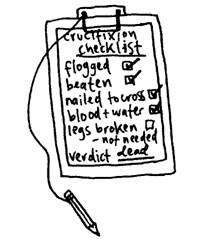 crucifixion
checklist
flogged
beaten
nailed to cross
blood + water
legs broken
- not needed
verdict dead